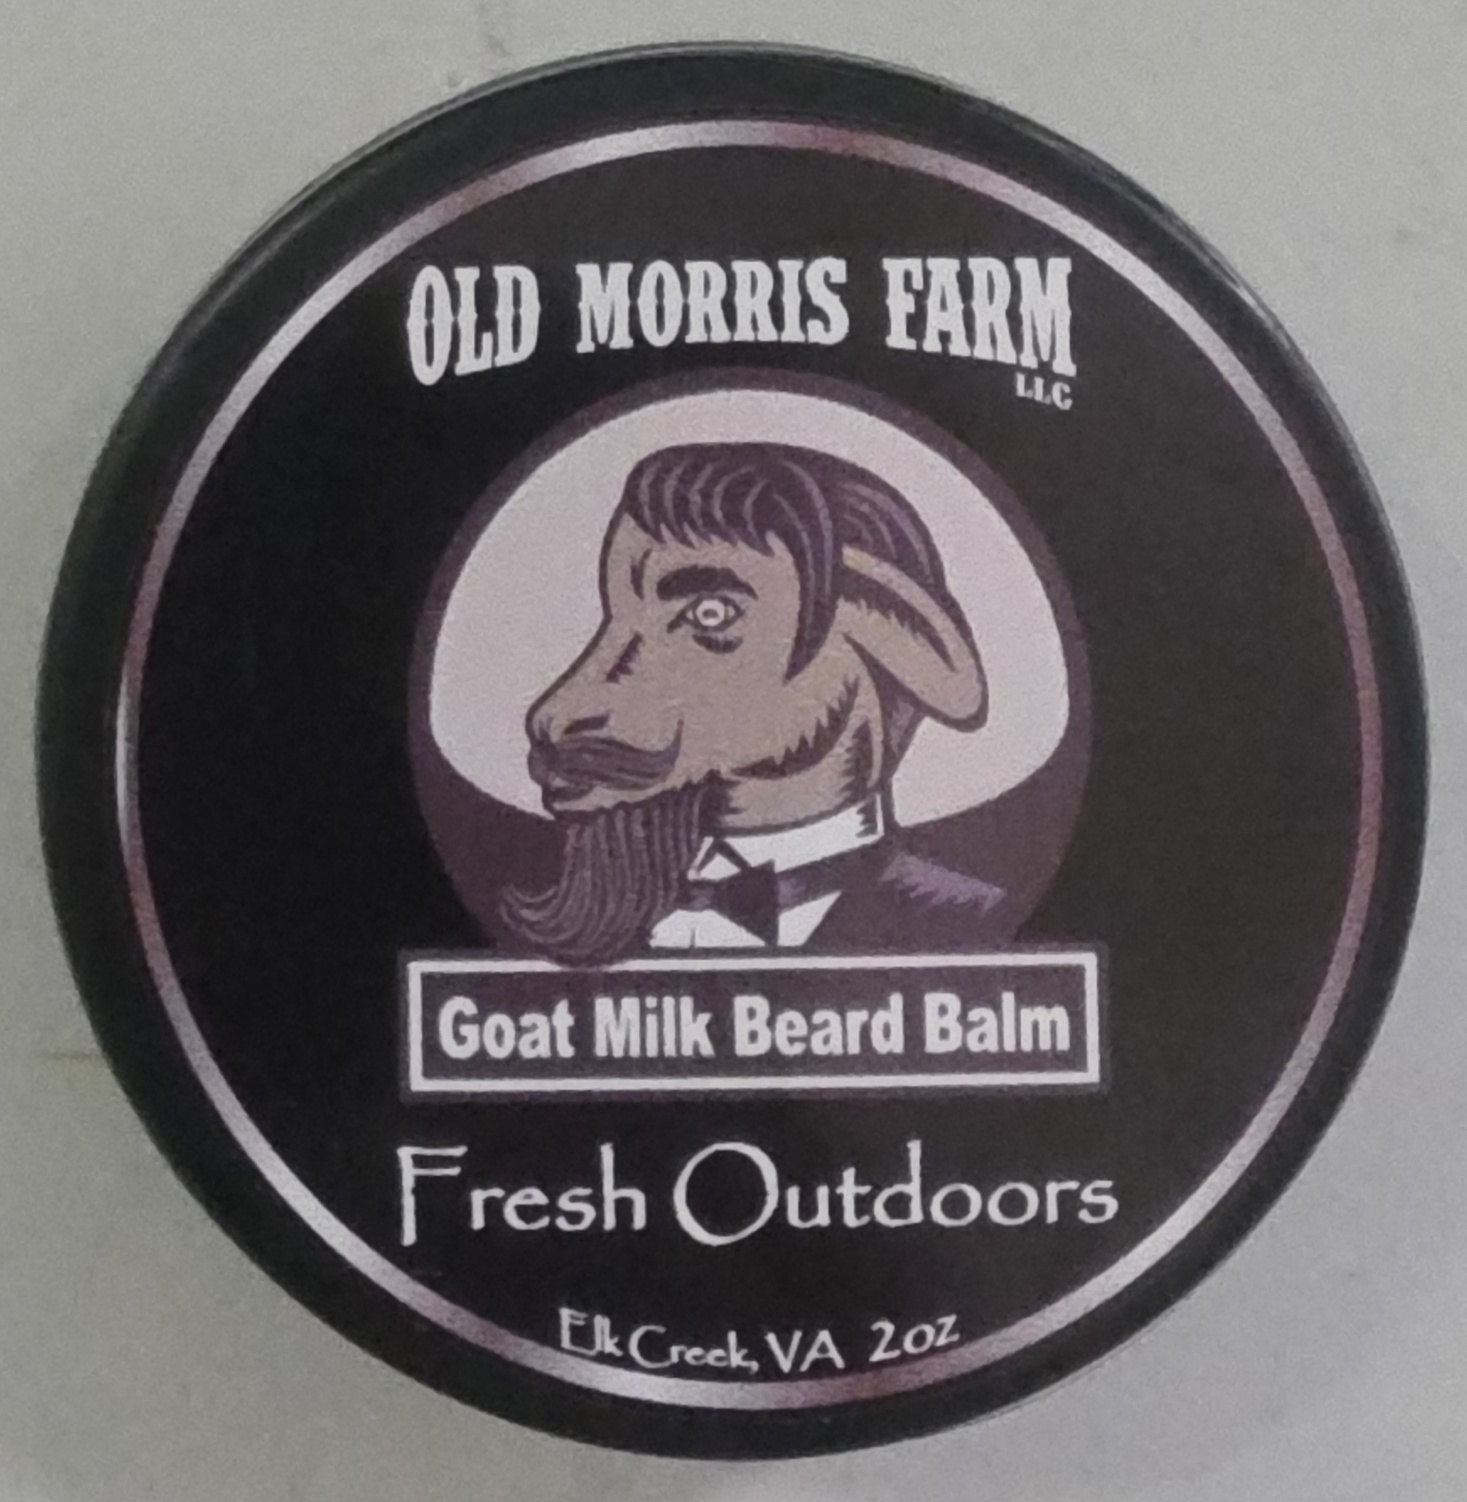 OLD MORRIS FARM
LLC
Goat Milk Beard Balm
Fresh Outdoors
Elk Creek, VA 2oz